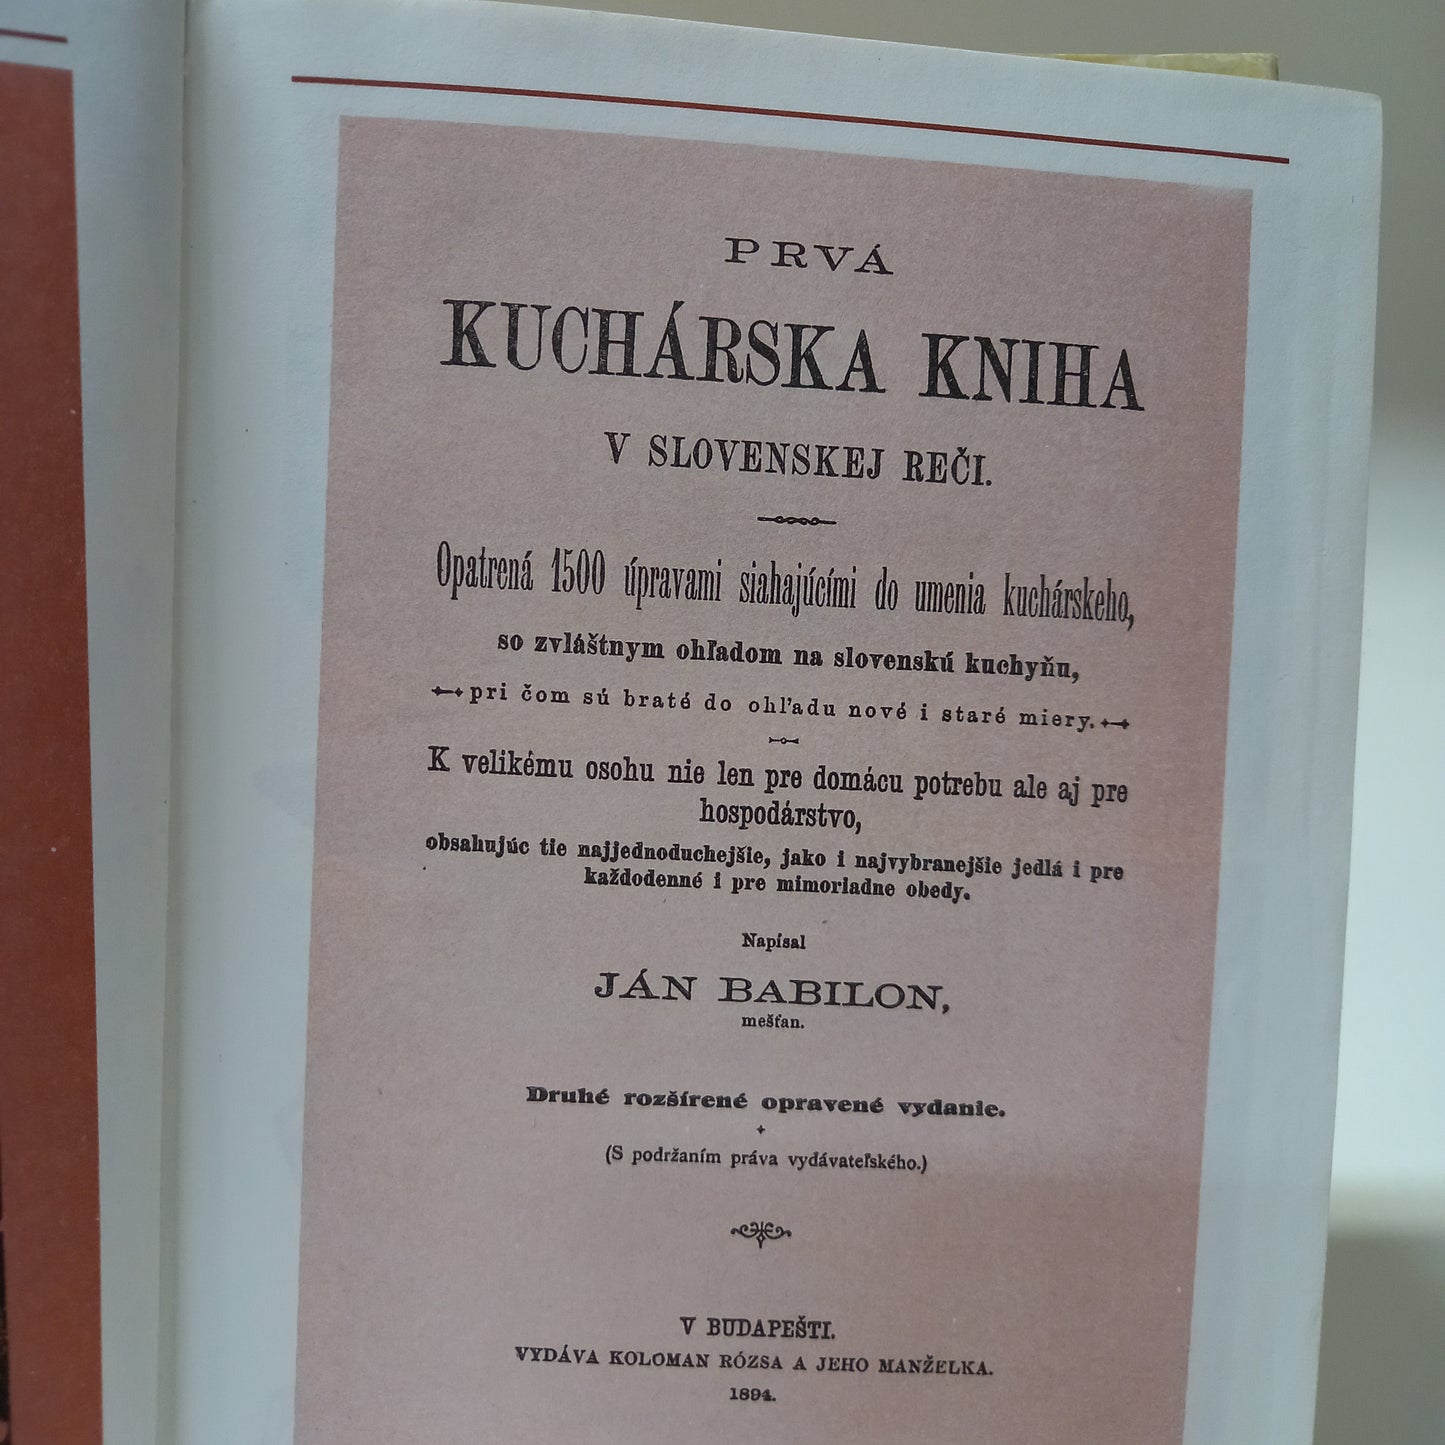 PRVÁ
KUCHÁRSKA KNIHA
V SLOVENSKEJ REČI.
Opatrená 1500 úpravami siahajúcími do umenia kuchárskeho,
so zvláštnym ohľadom na slovenskú kuchyňu,
pri čom sú braté do ohľadu nové i staré miery.
K velikému osohu nie len pre domácu potrebu ale aj pre
hospodárstvo,
obsahujúc tie najjednoduchejšie, jako i najvybranejšie jedlá i pre
každodenné i pre mimoriadne obedy.
Napísal
JÁN BABILON,
mešťan.
Druhé rozšírené opravené vydanie.
(S podržaním práva vydávateľského.)
V BUDAPEŠTI.
VYDÁVA KOLOMAN RÓZSA A JEHO MANŽELKA.
1894.